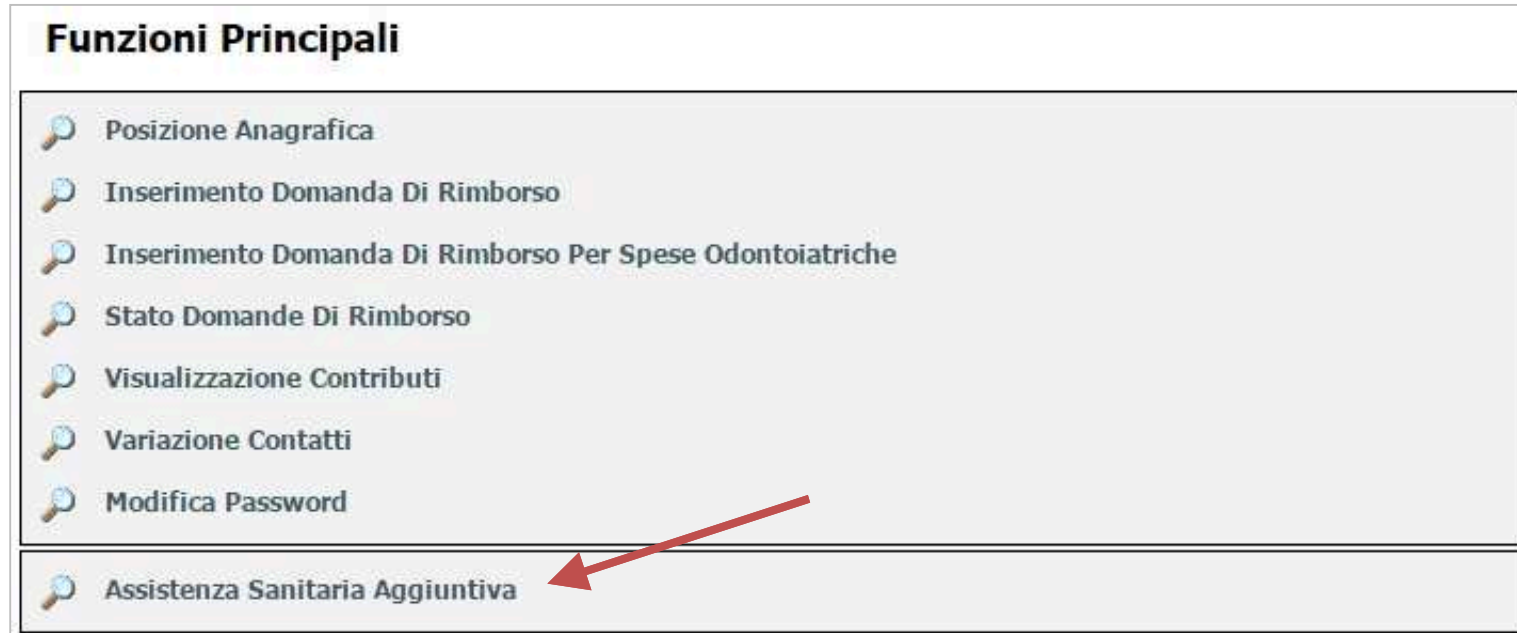 Funzioni Principali
Posizione Anagrafica
Inserimento Domanda Di Rimborso
Inserimento Domanda Di Rimborso Per Spese Odontoiatriche
Stato Domande Di Rimborso
Visualizzazione Contributi
Variazione Contatti
Modifica Password
Assistenza Sanitaria Aggiuntiva